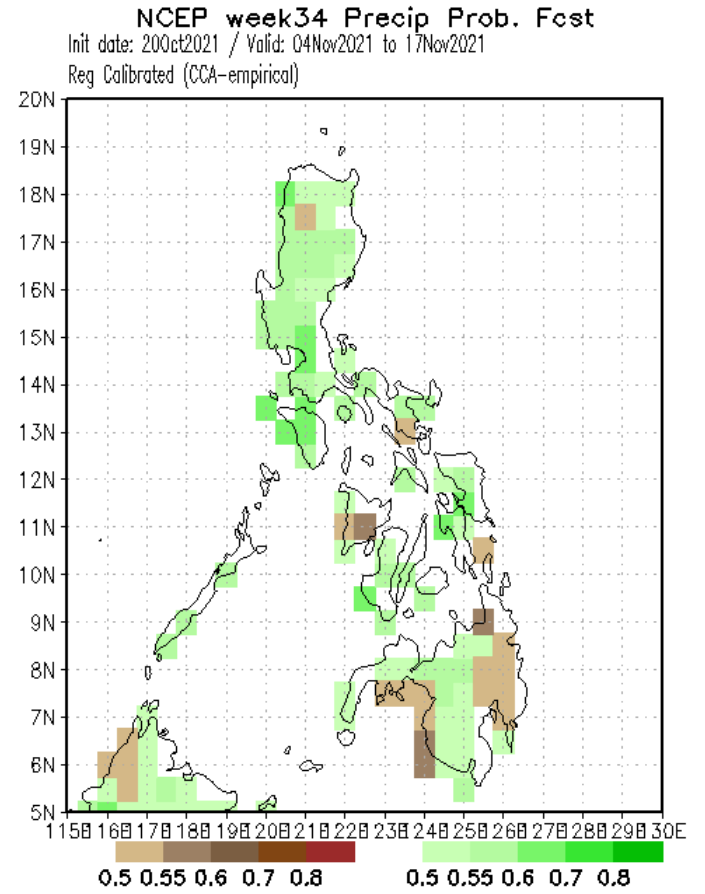 NCEP week34 Precip Prob. Fcst
Init date: 20Oct2021 / Valid: 04Nov2021 to 17Nov2021
Reg Calibrated (CCA-empirical)
20N
19N
18N
17N
16N
15N
14N
13N
12N
11N
10N
9N
8N
7N
6N
5N
115E 116E 117E 118E 119E 120E 121E 122E 123E 124E 125E 126E 127E 128E 129E 130E
0.5 0.55 0.6 0.7 0.8 0.5 0.55 0.6 0.7 0.8